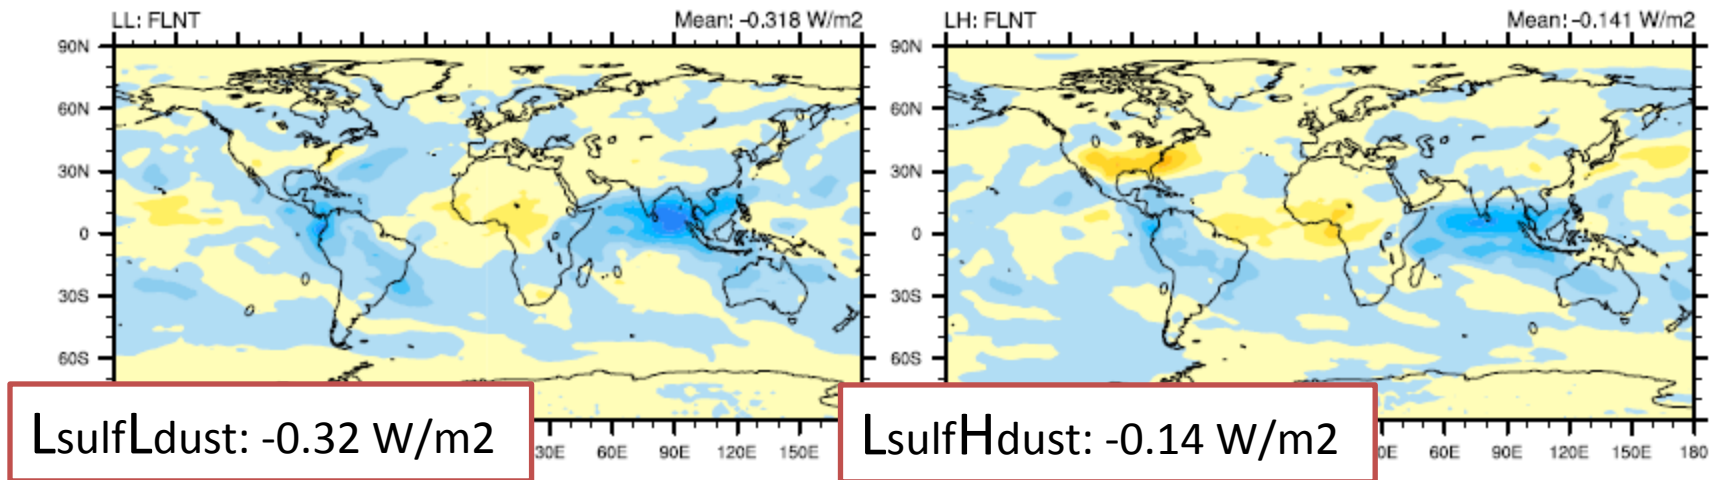 LL: FLNT Mean: -0.318 W/m2
LH: FLNT Mean: -0.141 W/m2
90N
60N
30N
0
30S
60S
90N
60N
30N
0
30S
60S
LsulfLdust: -0.32 W/m2
30E 60E 90E 120E 150E
LsulfHdust: -0.14 W/m2
0E 60E 90E 120E 150E 180